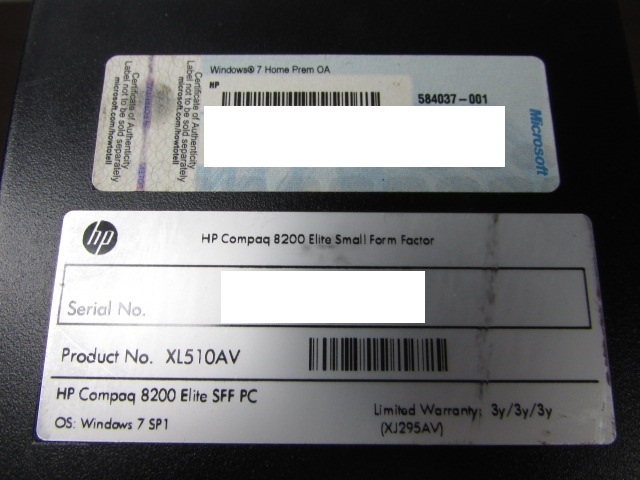 Certificate of Authenticity
Label not to be sold separately
microsoft.com/howtotell
Certificate of Authenticity
Label not to be sold separately
microsoft.com/howtotell
Windows® 7 Home Prem OA
HP
584037-001
Microsoft
hp
HP Compaq 8200 Elite Small Form Factor
Serial No.
Product No. XL510AV
HP Compaq 8200 Elite SFF PC
Limited Warranty: 3y/3y/3y
OS: Windows 7 SP1
(XJ295AV)